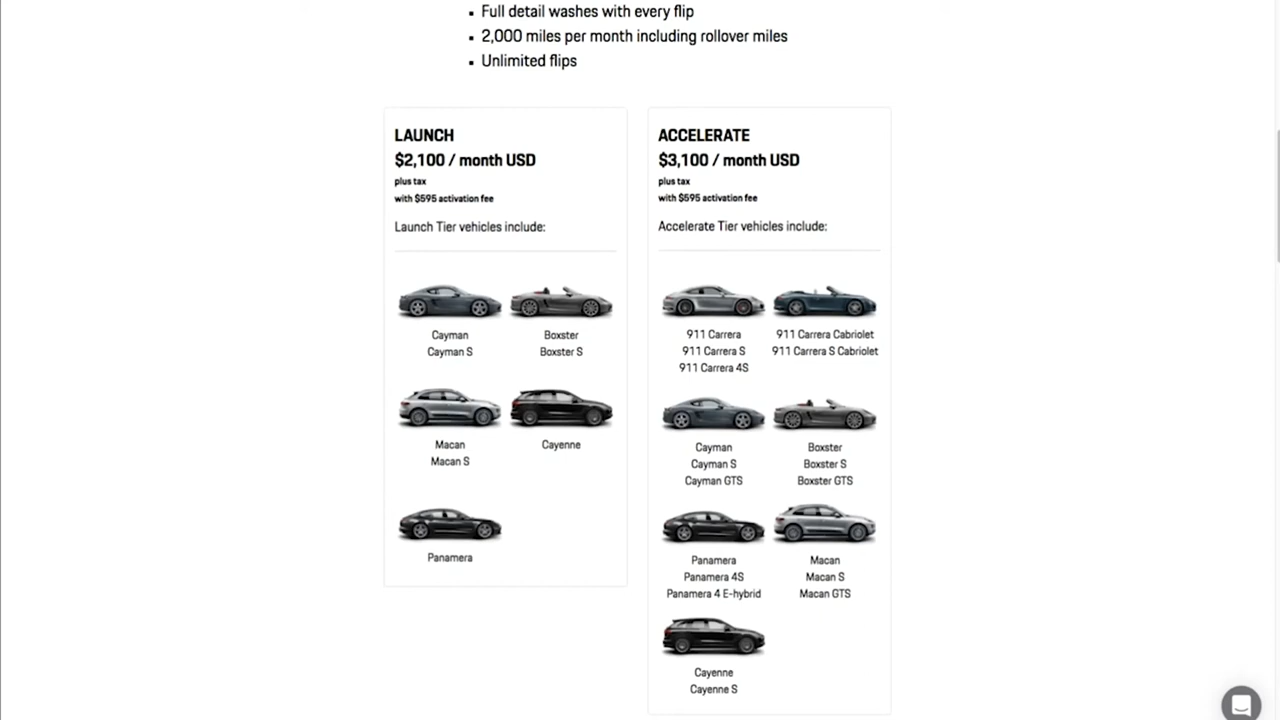 Full detail washes with every flip
2,000 miles per month including rollover miles
Unlimited flips
LAUNCH
$2,100 / month USD
plus tax
with $595 activation fee
Launch Tier vehicles include:
Cayman
Cayman S
Boxster
Boxster S
Macan
Macan S
Cayenne
Panamera
ACCELERATE
$3,100 / month USD
plus tax
with $595 activation fee
Accelerate Tier vehicles include:
911 Carrera
911 Carrera S
911 Carrera 4S
911 Carrera Cabriolet
911 Carrera S Cabriolet
Cayman
Cayman S
Cayman GTS
Boxster
Boxster S
Boxster GTS
Panamera
Panamera 4S
Panamera 4 E-hybrid
Macan
Macan S
Macan GTS
Cayenne
Cayenne S